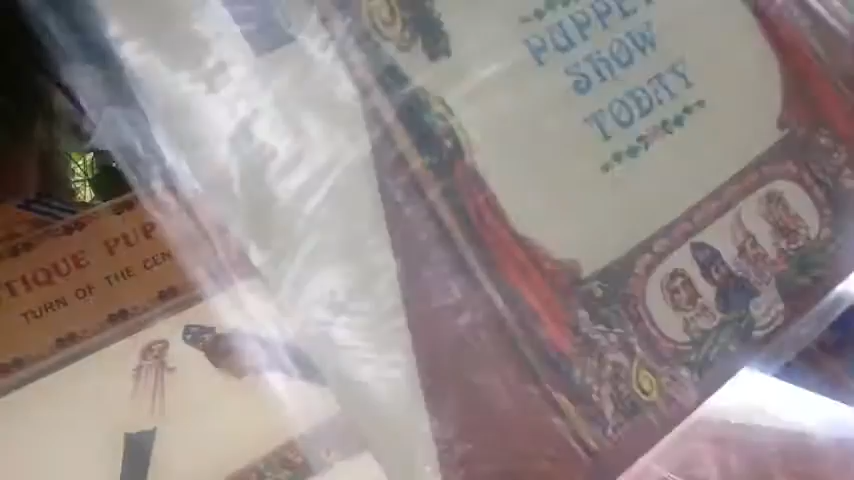 PUPPET
SHOW
TODAY
TIQUE PUP
TURN OF THE CEN